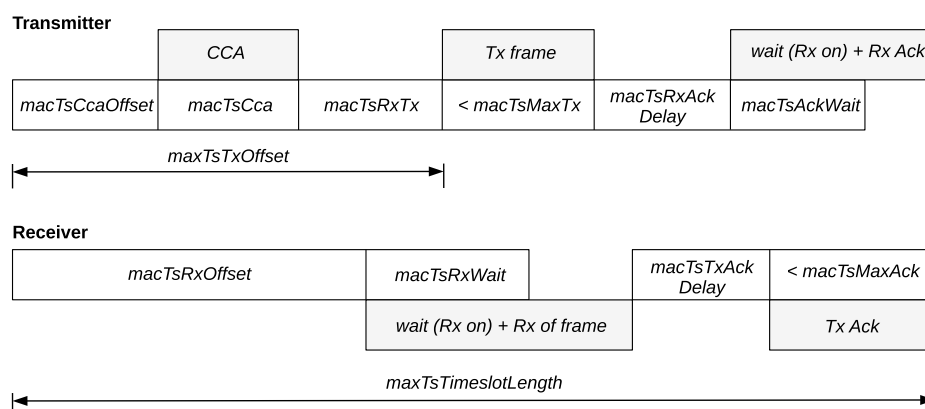 Transmitter
CCA
Tx frame
wait (Rx on) + Rx Ack
macTsCcaOffset
macTsCca
macTsRxTx
< macTsMaxTx
macTsRxAck
Delay
macTsAckWait
maxTsTxOffset
Receiver
macTsRxOffset
macTsRxWait
macTsTxAck
Delay
< macTsMaxAck
wait (Rx on) + Rx of frame
Tx Ack
maxTsTimeslotLength